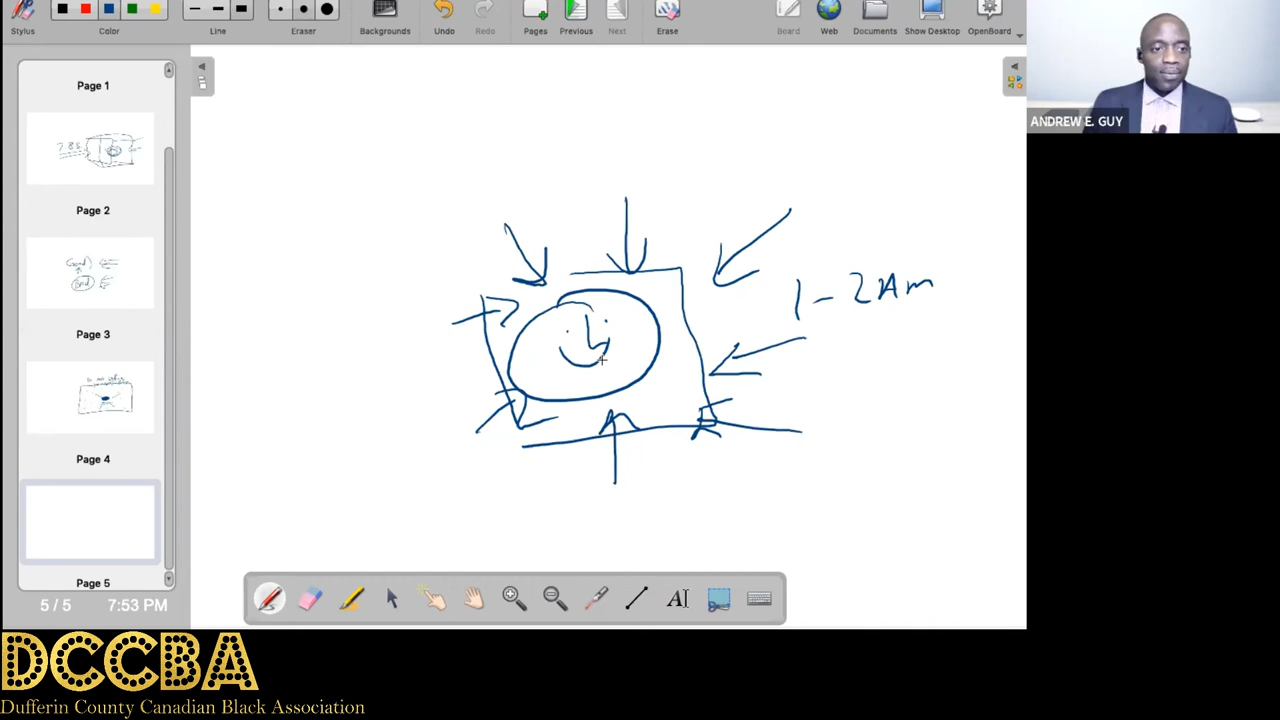 Stylus
Color
Line
Eraser
Backgrounds
Undo
Redo
Pages
Previous
Next
Erase
Board
Web
Documents
Show Desktop
OpenBoard
Page 1
Page 2
Page 3
Page 4
Page 5
5 / 5 7:53 PM
1 - 2 Am
AI
ANDREW E. GUY
DCCBA
Dufferin County Canadian Black Association